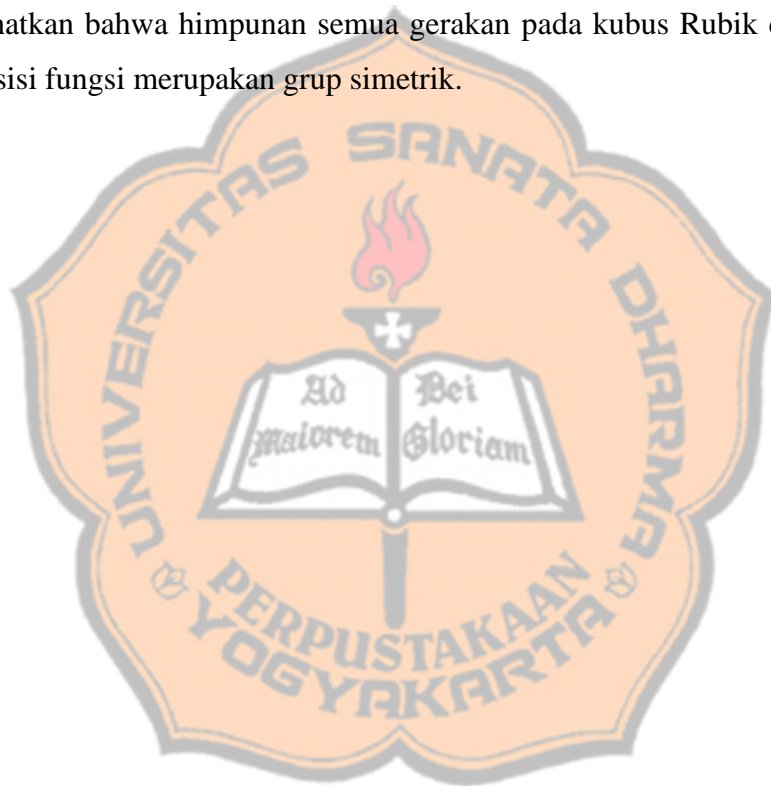 natkan bahwa himpunan semua gerakan pada kubus Rubik
sisi fungsi merupakan grup simetrik.
UNIVERSITAS SANATA DHARMA
Ad Dei
Maiorem Gloriam
PERPUSTAKAAN
YOGYAKARTA